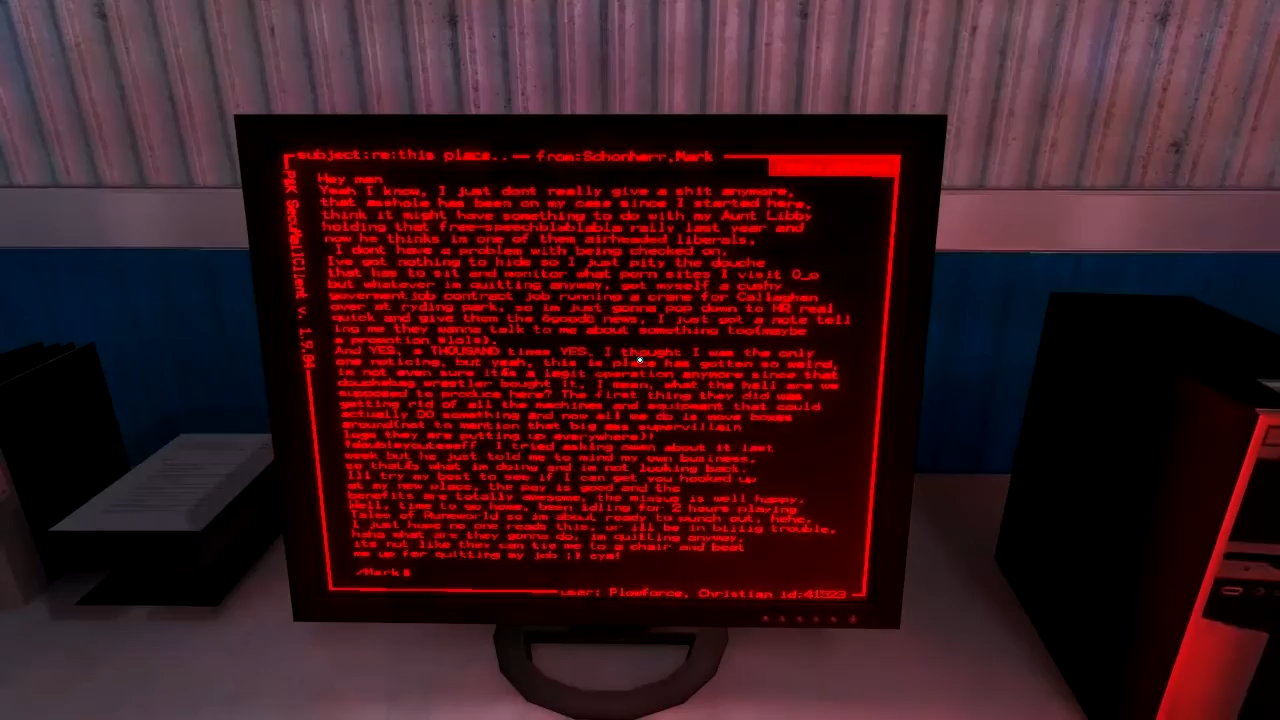 subject:re:this place.. — from:Schonherr,Mark
Hey man
Yeah I know, I just dont really give a shit anymore,
that asshole has been on my case since I started here,
think it might have something to do with my Aunt Libby
holding that free-speechblablabla rally last year and
now he thinks im one of them airheaded liberals.
I dont have a problem with being checked on,
Ive got nothing to hide so I just pity the douche
that has to sit and monitor what porn sites I visit O_o
but whatever im quitting anyway, got myself a cushy
govermentjob contract job running a crane for Callaghan
over at ryding park, so im just gonna pop down to HR real
quick and give them the &good& news, I just got a note tell
ing me they wanna talk to me about something too(maybe
a promotion
And YES, a THOUSAND times YES, I thought I was the only
in noticing, but yeah, this is place has gotten so weird,
im not even sure its a legit operation anymore since that
douchebag wrestler bought it, I mean, what the hell are we
supposed to produce here? The first thing they did was
getting rid of all the machines and equipment that could
actually DO something and now all we do is move boxes
around(not to mention that big ass supervillain
logo they are putting up everywhere)!
I tried asking owen about it last
week but he just told me to mind my own business,
so that's what im doing and im not looking back.
Ill try my best to see if I can get you hooked up
at my new place, the pay is good and the
benefits are totally awesome, the missus is well happy.
Well, time to go home, been idling for 2 hours playing
Tales of Runeworld so im about ready to wunch out, hehe.
I just hope no one reads this, or ill be in biiiig trouble,
haha what are they gonna do, im quitting anyway,
its not like they can tie me to a chair and beat
me up for quitting my job !! cya!
/Mark
user: Plowforce, Christian id:41523